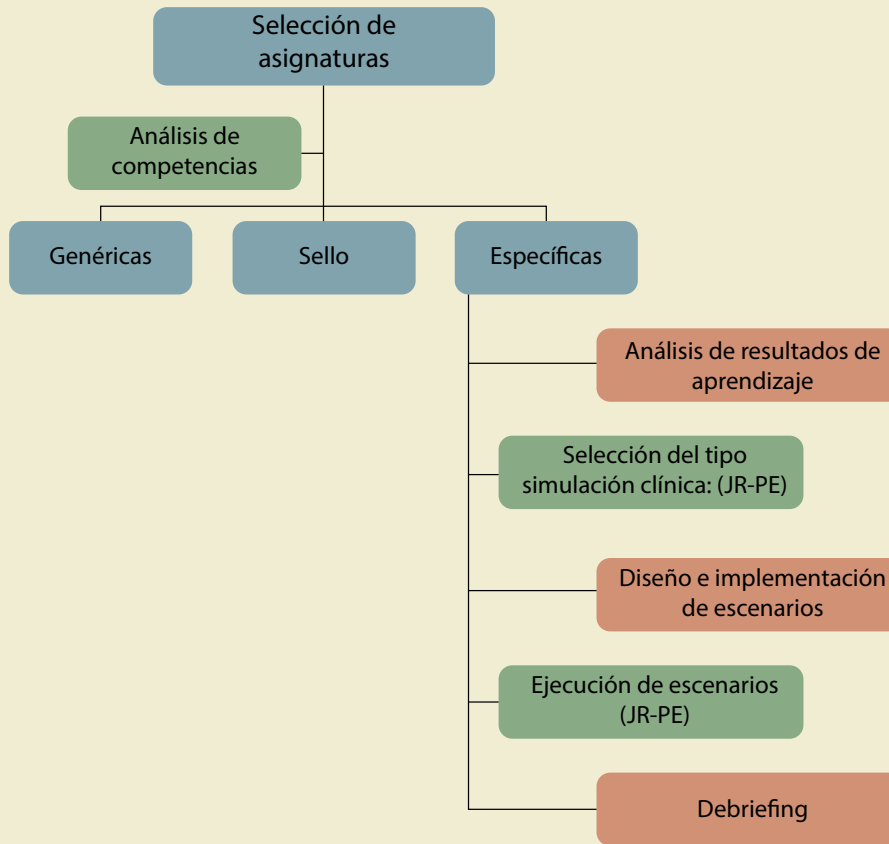 Selección de
asignaturas
Análisis de
competencias
Genéricas
Sello
Específicas
Análisis de resultados de
aprendizaje
Selección del tipo
simulación clínica: (JR-PE)
Diseño e implementación
de escenarios
Ejecución de escenarios
(JR-PE)
Debriefing